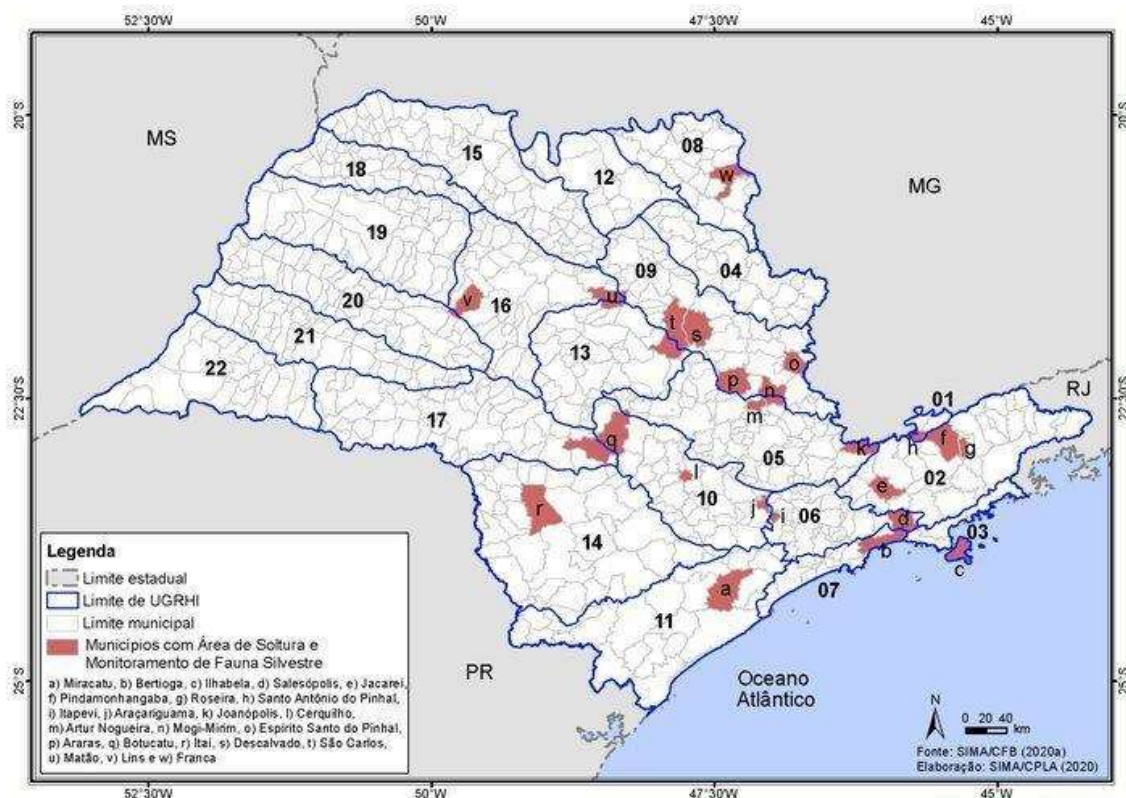 52°30'W 50°W 47°30'W 45°W
20°S 20°S
MS
MG
08
15
w
18
12
19
09
04
20
v 16
u
t
s
21
13
o
22
p
n
22°30'S 22°30'S
m
01
RJ
17
q
k
h f
g
05
l
e
02
10
r
j i 06
d
03
14
b
c
a
07
11
PR
Oceano
Atlântico
25°S 25°S
Legenda
Limite estadual
Limite de UGRHI
Limite municipal
Municípios com Área de Soltura e
Monitoramento de Fauna Silvestre
a) Miracatu, b) Bertioga, c) Ilhabela, d) Salesópolis, e) Jacareí,
f) Pindamonhangaba, g) Roseira, h) Santo Antônio do Pinhal,
i) Itapevi, j) Araçariguama, k) Joanópolis, l) Cerquilho,
m) Artur Nogueira, n) Mogi-Mirim, o) Espírito Santo do Pinhal,
p) Araras, q) Botucatu, r) Itaí, s) Descalvado, t) São Carlos,
u) Matão, v) Lins e w) Franca
N
0 20 40
km
Fonte: SIMA/CFB (2020a)
Elaboração: SIMA/CPLA (2020)
52°30'W 50°W 47°30'W 45°W